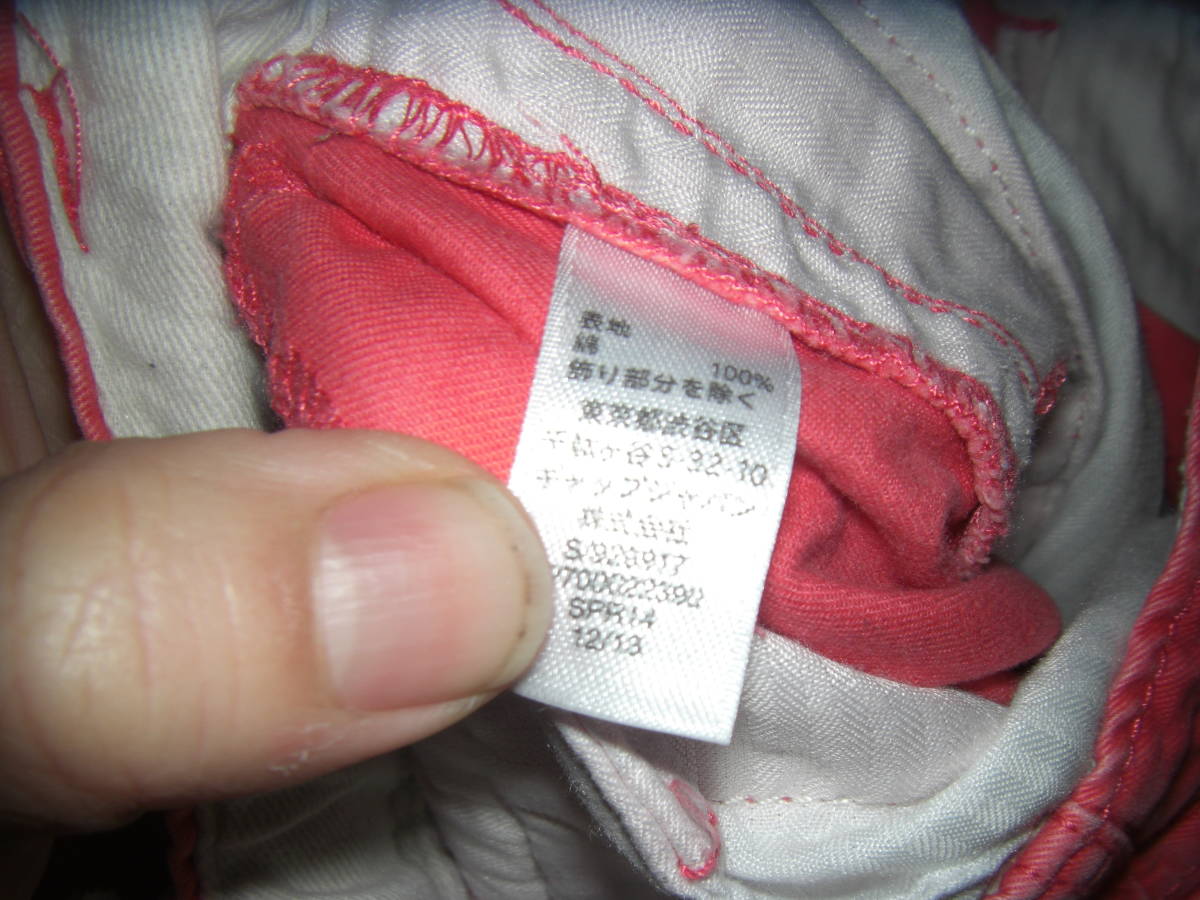 表地
綿 100%
飾り部分を除く
東京都渋谷区
千駄ヶ谷5-32-10
ギャップジャパン
株式会社
S/928917
SPR14
12/13